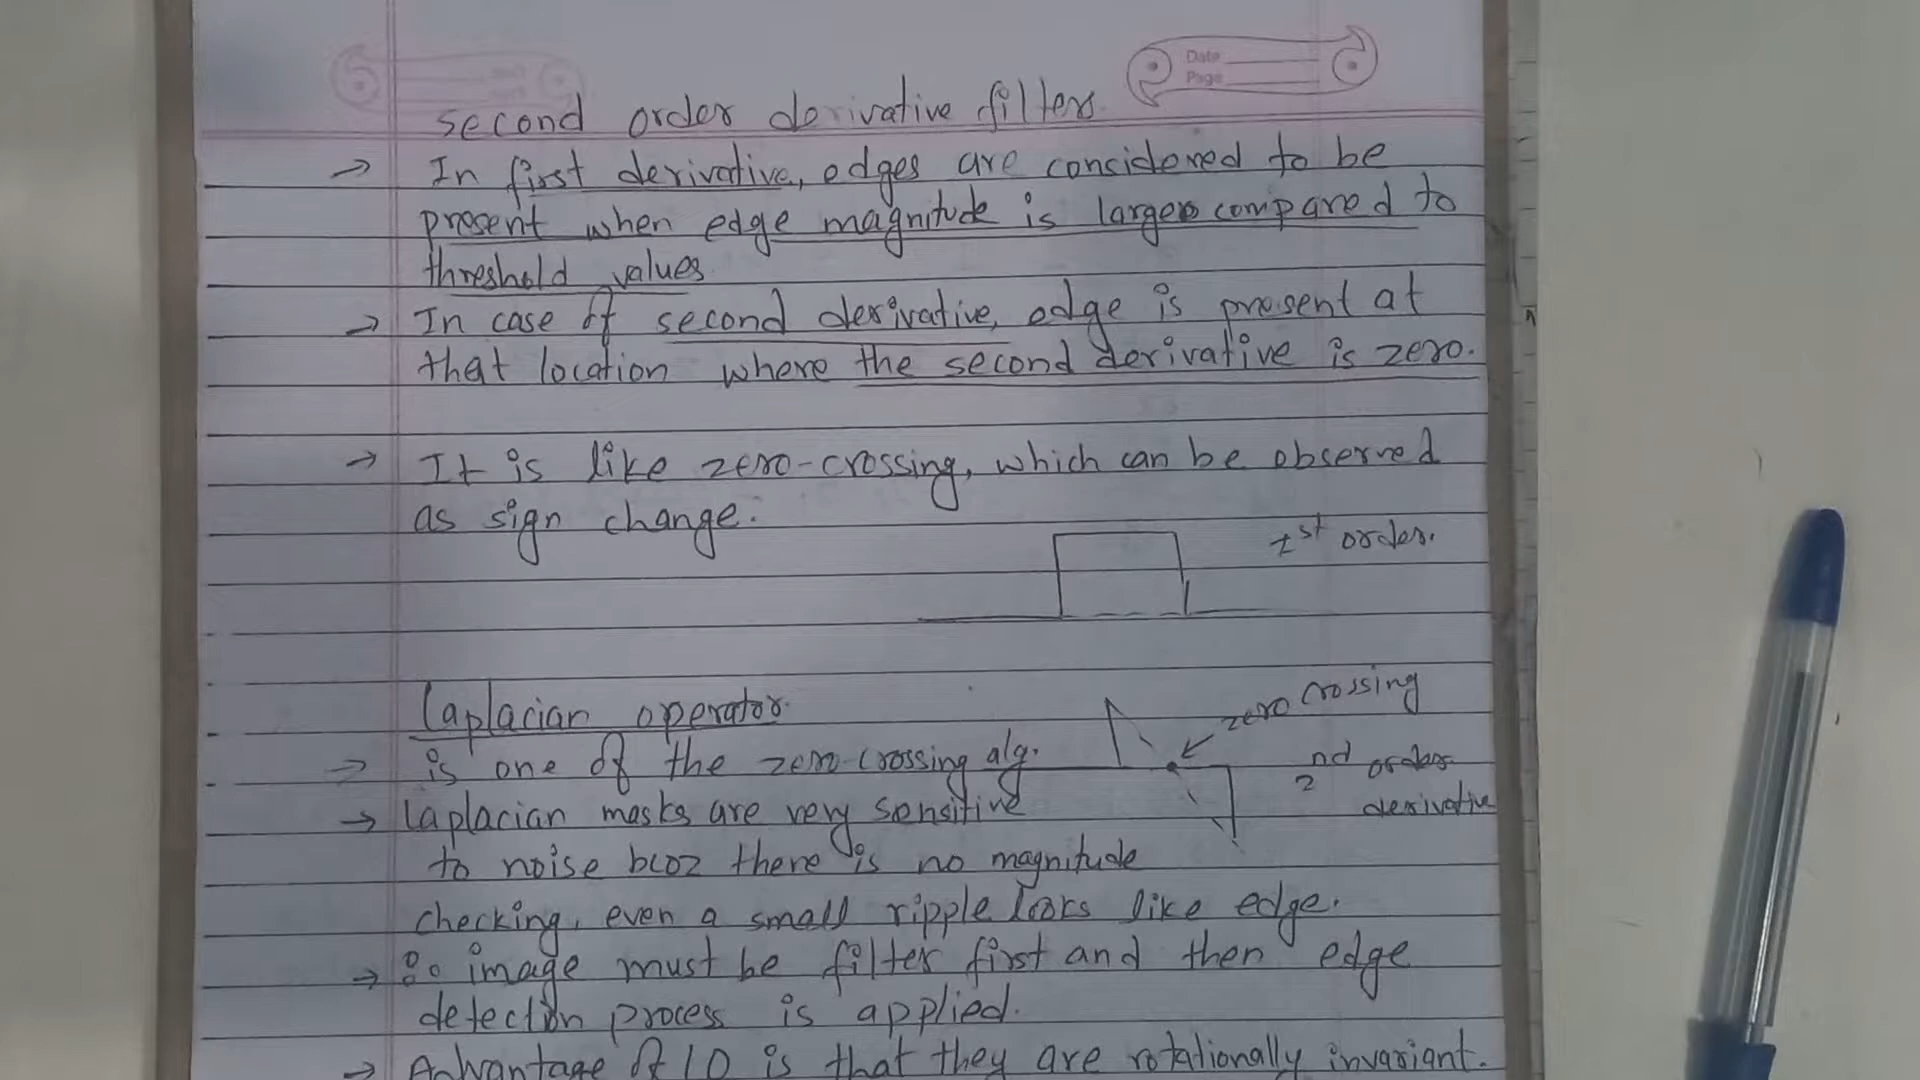 Date
Page
second order derivative filters
→ In first derivative, edges are considered to be
present when edge magnitude is large compared to
threshold values
→ In case of second derivative, edge is present at
that location where the second derivative is zero.
→ It is like zero-crossing, which can be observed
as sign change.
1st order.
Laplacian operator.
zero crossing
→ is one of the zero-crossing alg.
2nd order
derivative
→ Laplacian masks are very sensitive
to noise bcoz there is no magnitude
checking, even a small ripple looks like edge.
→ ∴ image must be filter first and then edge
detection process is applied.
→ Advantage of LO is that they are rotationally invariant.